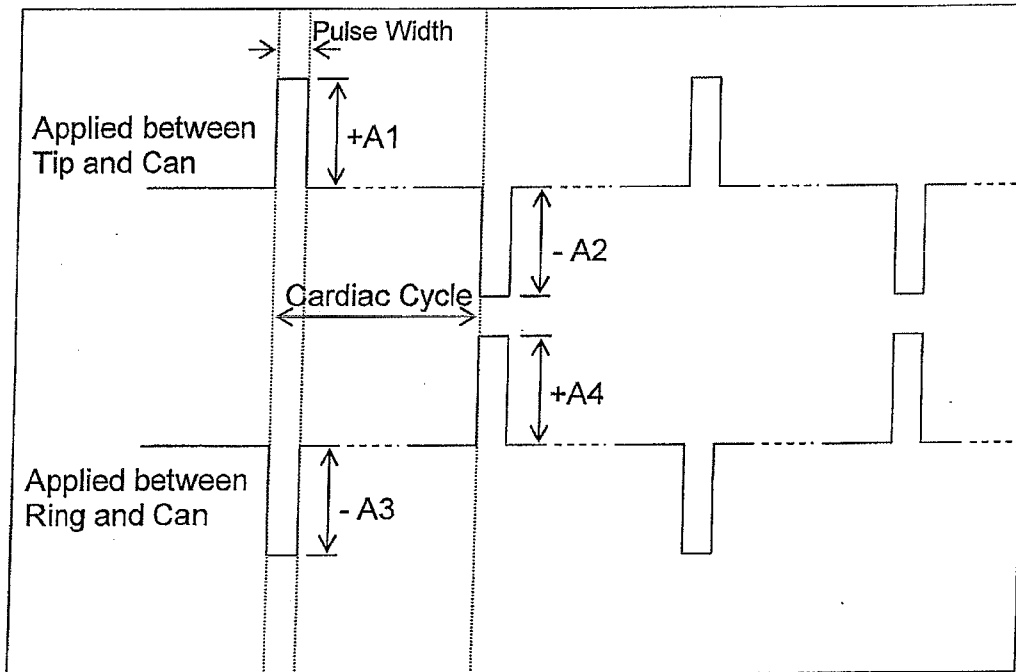 Pulse Width
Applied between
Tip and Can
+A1
- A2
Cardiac Cycle
+A4
Applied between
Ring and Can
- A3